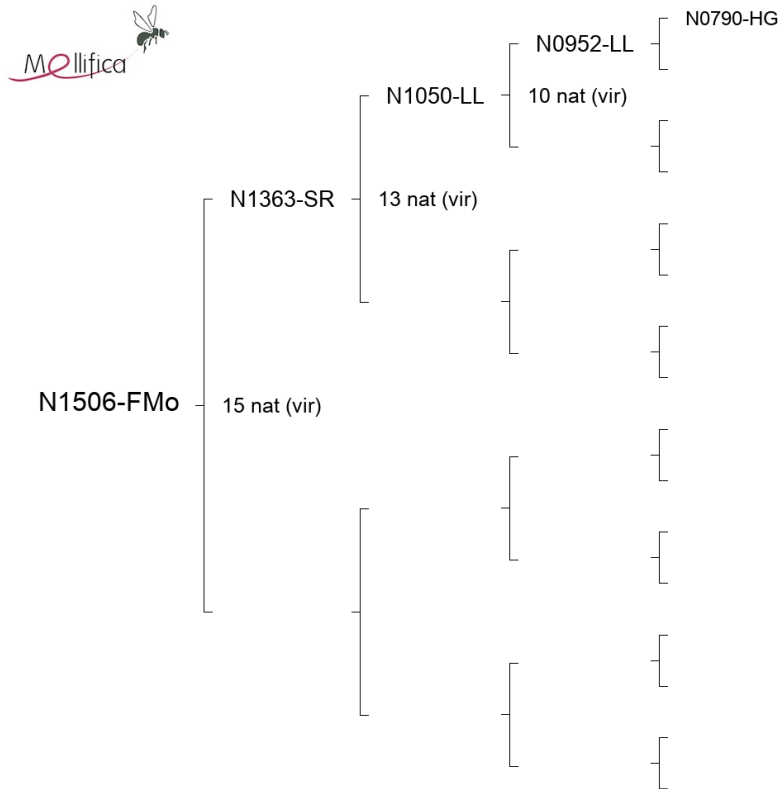 Mellifica
N0790-HG
N0952-LL
N1050-LL
10 nat (vir)
N1363-SR
13 nat (vir)
N1506-FMo
15 nat (vir)